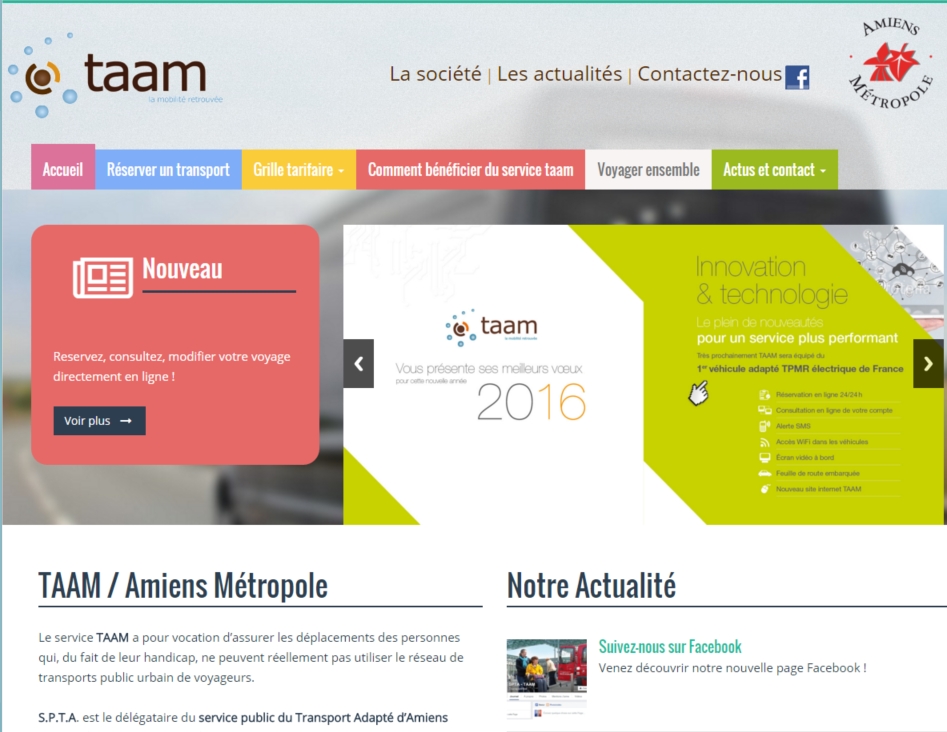 taam
la mobilité retrouvée
La société | Les actualités | Contactez-nous
AMIENS
MÉTROPOLE
Accueil
Réserver un transport
Grille tarifaire
Comment bénéficier du service taam
Voyager ensemble
Actus et contact
Nouveau
Reservez, consultez, modifier votre voyage
directement en ligne !
Voir plus
taam
la mobilité retrouvée
Vous présente ses meilleurs vœux
pour cette nouvelle année
2016
Innovation
& technologie
Le plein de nouveautés
pour un service plus performant
Très prochainement TAAM sera équipé du
1er véhicule adapté TPMR électrique de France
Réservation en ligne 24/24h
Consultation en ligne de votre compte
Alerte SMS
Accès WiFi dans les véhicules
Écran vidéo à bord
Feuille de route embarquée
Nouveau site internet TAAM
TAAM / Amiens Métropole
Le service TAAM a pour vocation d’assurer les déplacements des personnes
qui, du fait de leur handicap, ne peuvent réellement pas utiliser le réseau de
transports public urbain de voyageurs.
S.P.T.A. est le délégataire du service public du Transport Adapté d’Amiens
Notre Actualité
Suivez-nous sur Facebook
Venez découvrir notre nouvelle page Facebook !